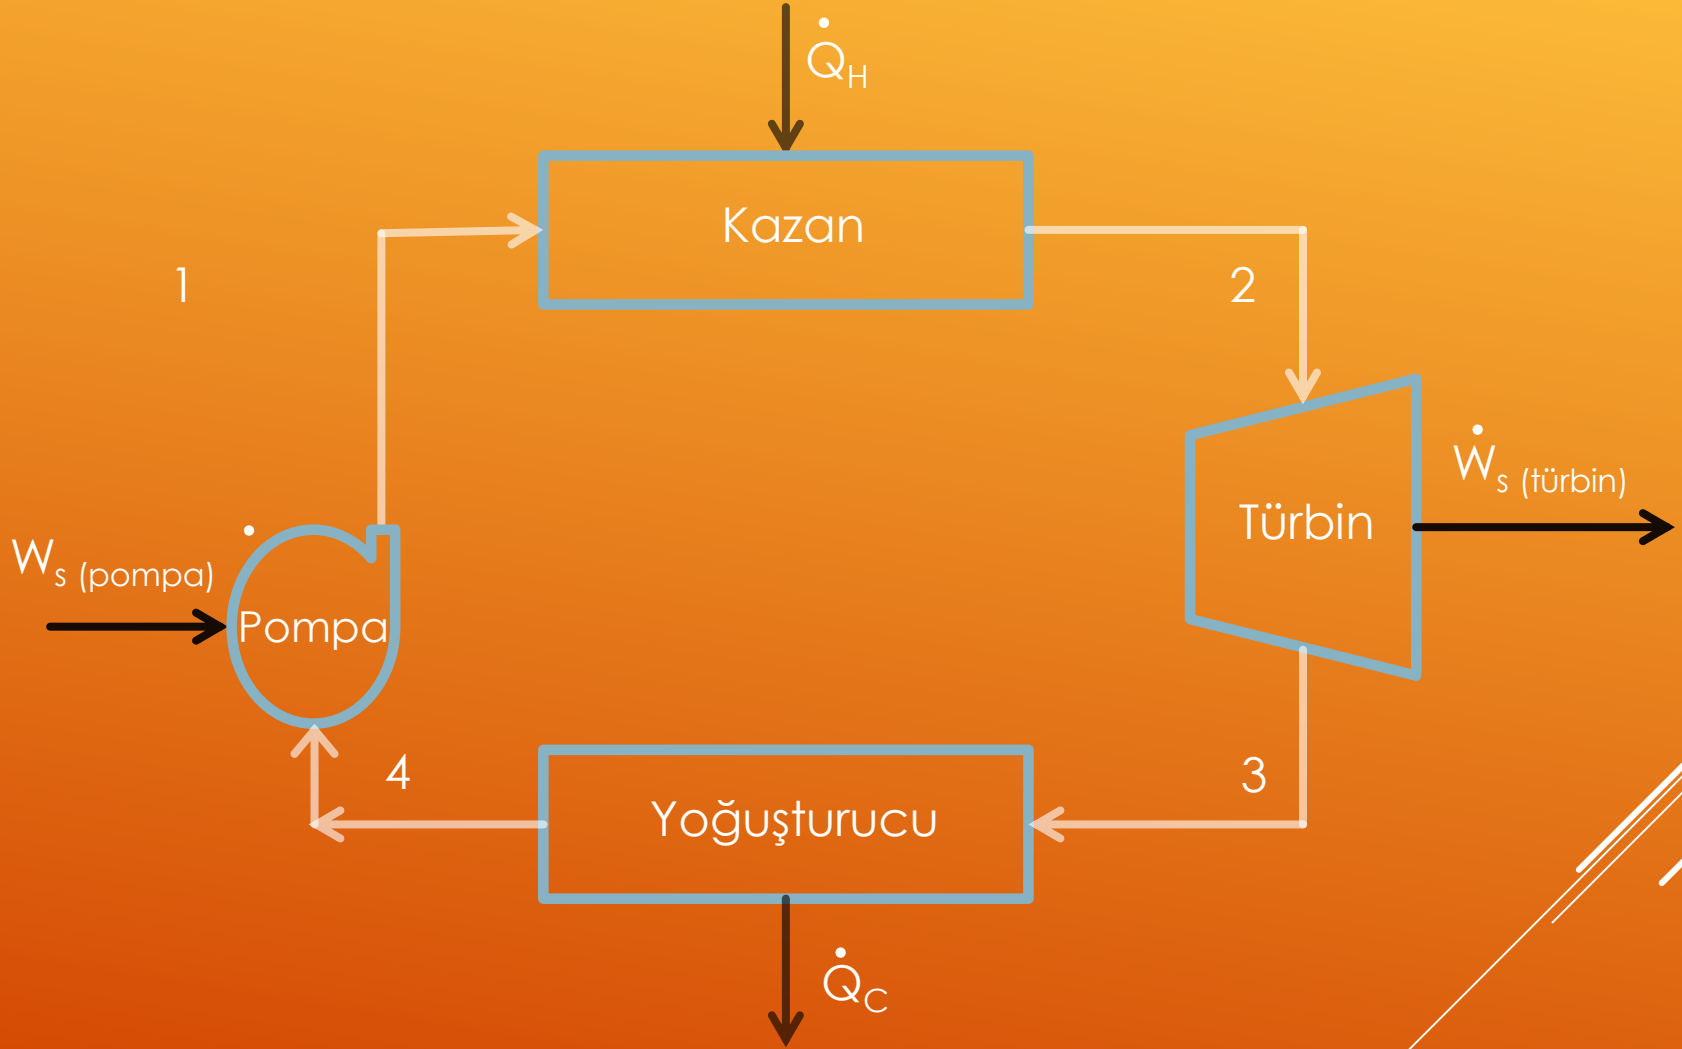 Q̇H
Kazan
1
2
Ẇs (türbin)
Türbin
Ẇs (pompa)
Pompa
4
3
Yoğuşturucu
Q̇C